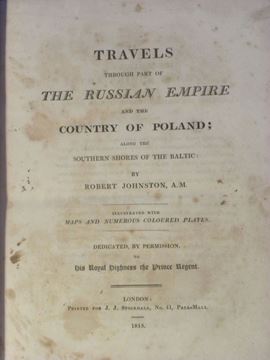 TRAVELS
THROUGH PART OF
THE RUSSIAN EMPIRE
AND THE
COUNTRY OF POLAND;
ALONG THE
SOUTHERN SHORES OF THE BALTIC:
BY
ROBERT JOHNSTON, A.M.
ILLUSTRATED WITH
MAPS AND NUMEROUS COLOURED PLATES.
DEDICATED, BY PERMISSION,
TO
His Royal Highness the Prince Regent.
LONDON:
PRINTED FOR J. J. STOCKDALE, No. 41, PALL-MALL.
1815.